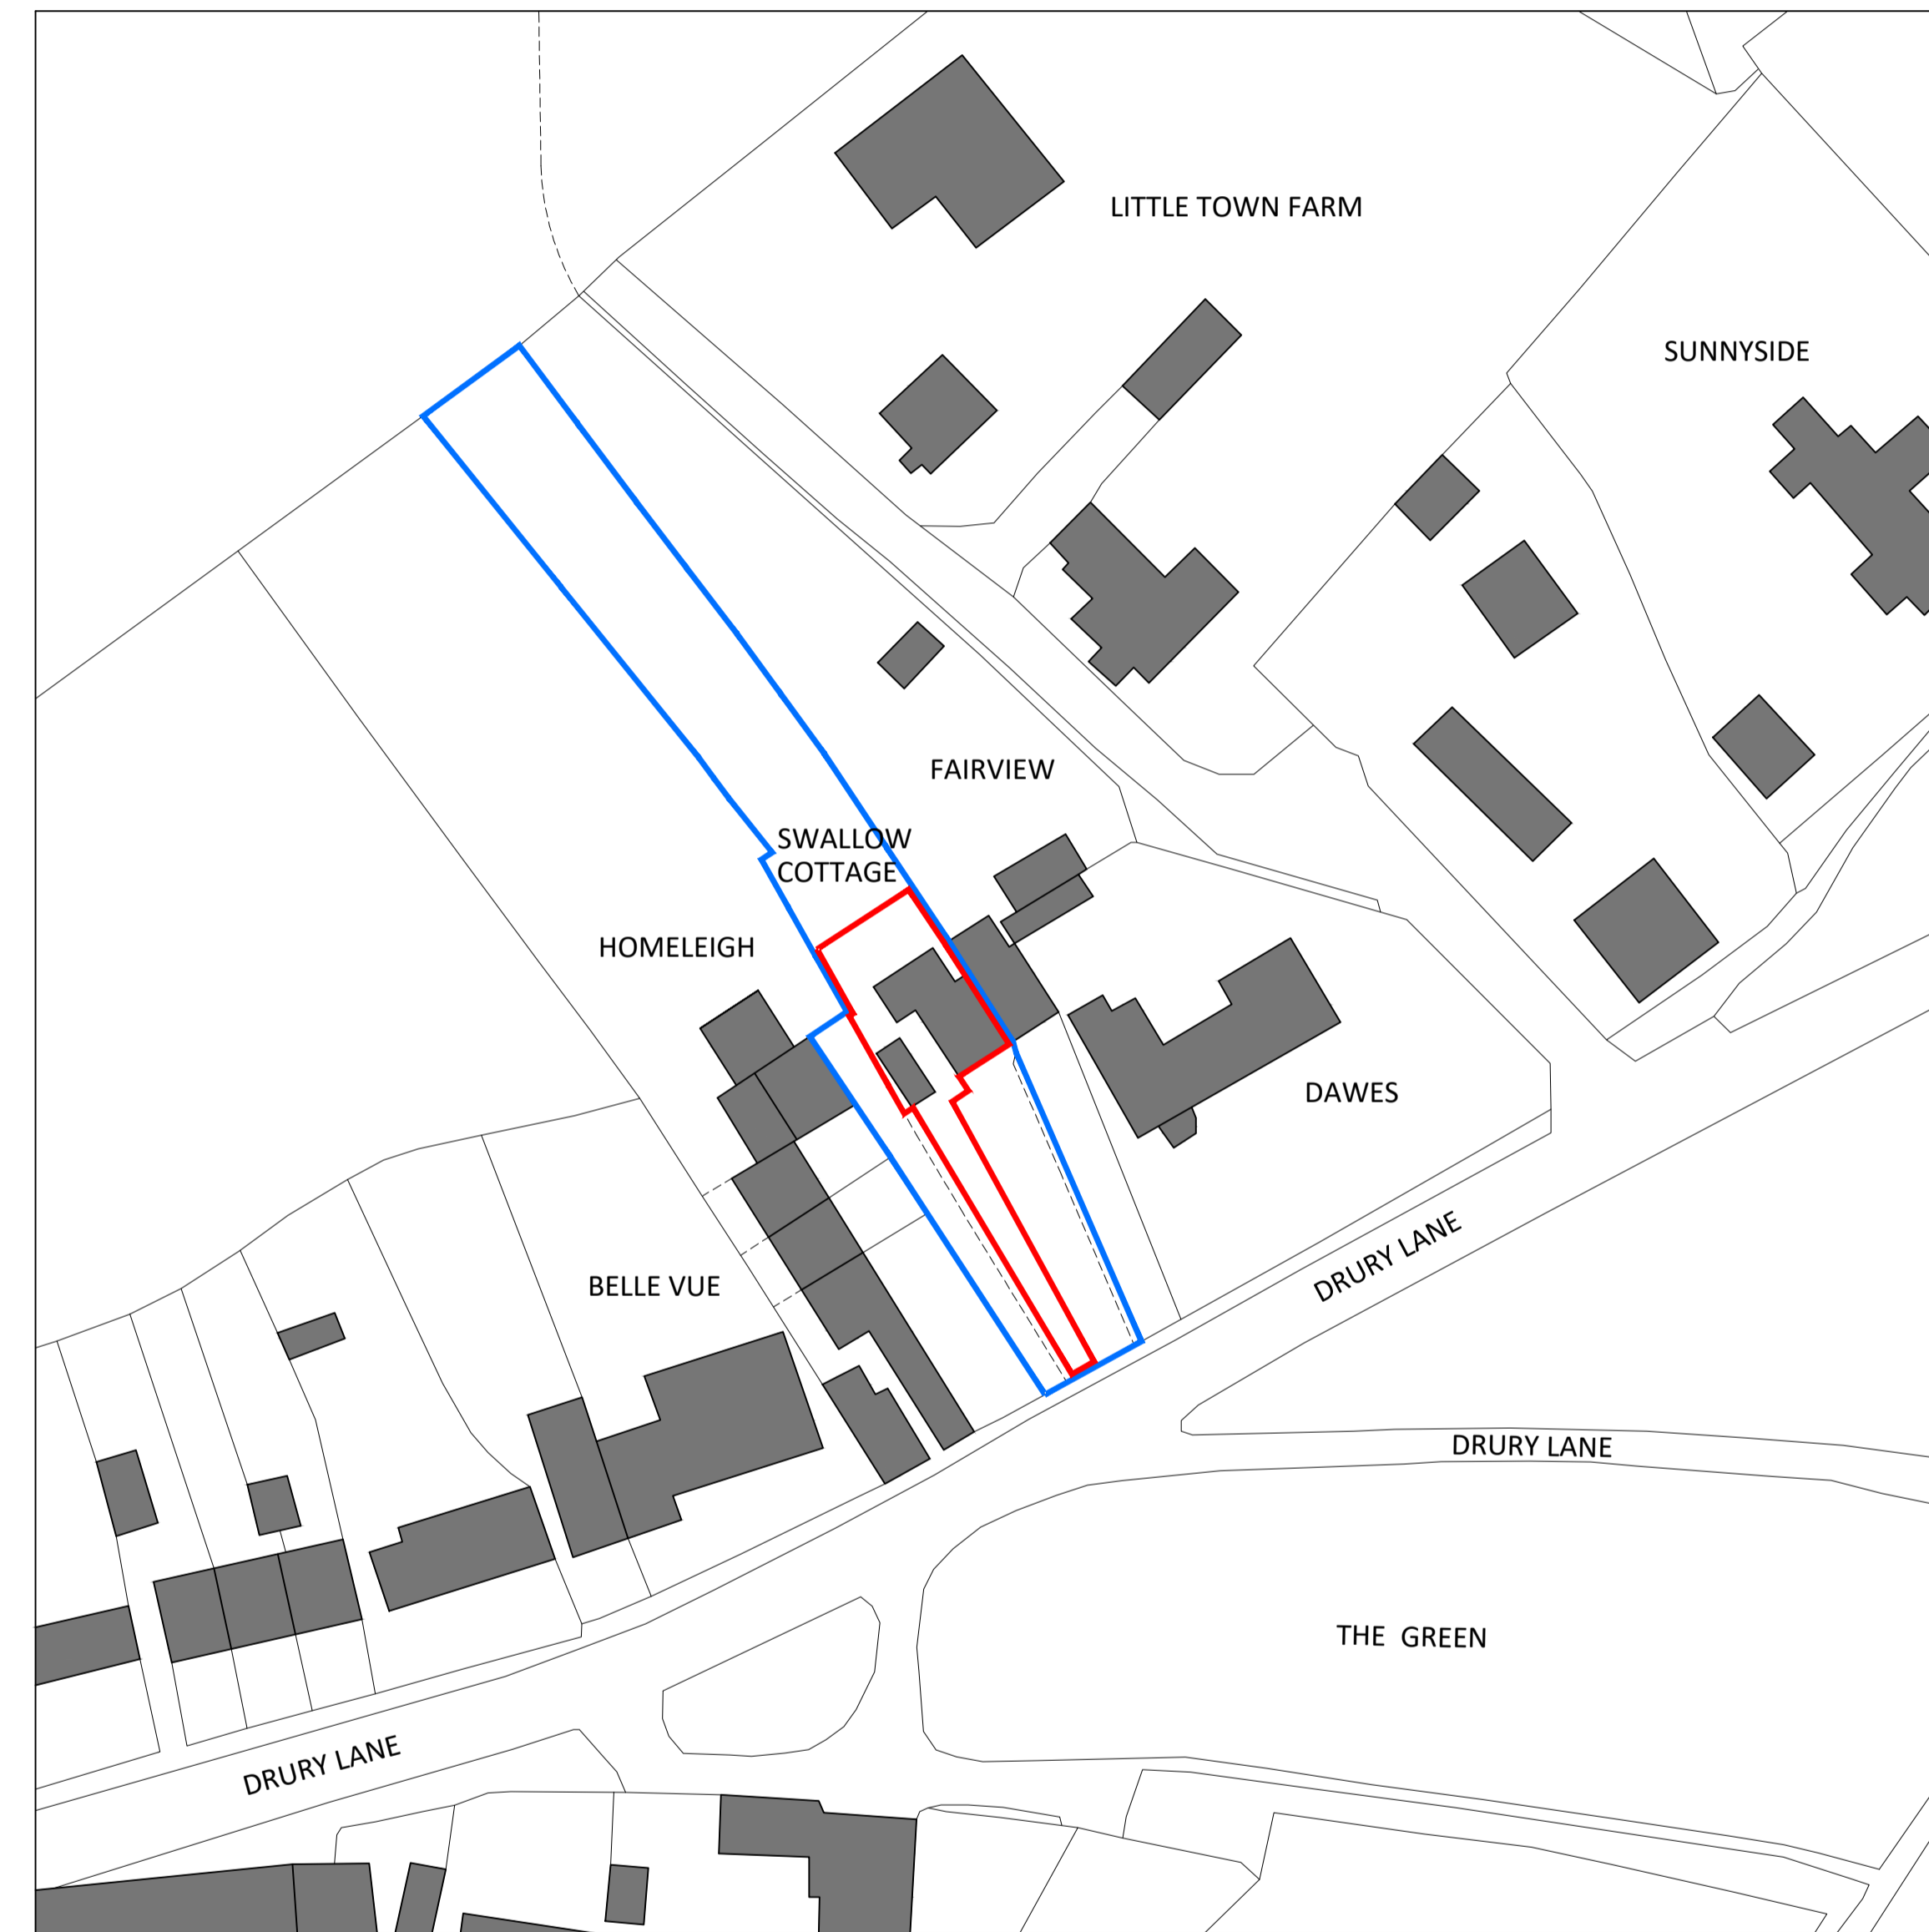 LITTLE TOWN FARM
SUNNYSIDE
FAIRVIEW
SWALLOW
COTTAGE
HOMELEIGH
DAWES
DRURY LANE
BELLE VUE
DRURY LANE
THE GREEN
DRURY LANE